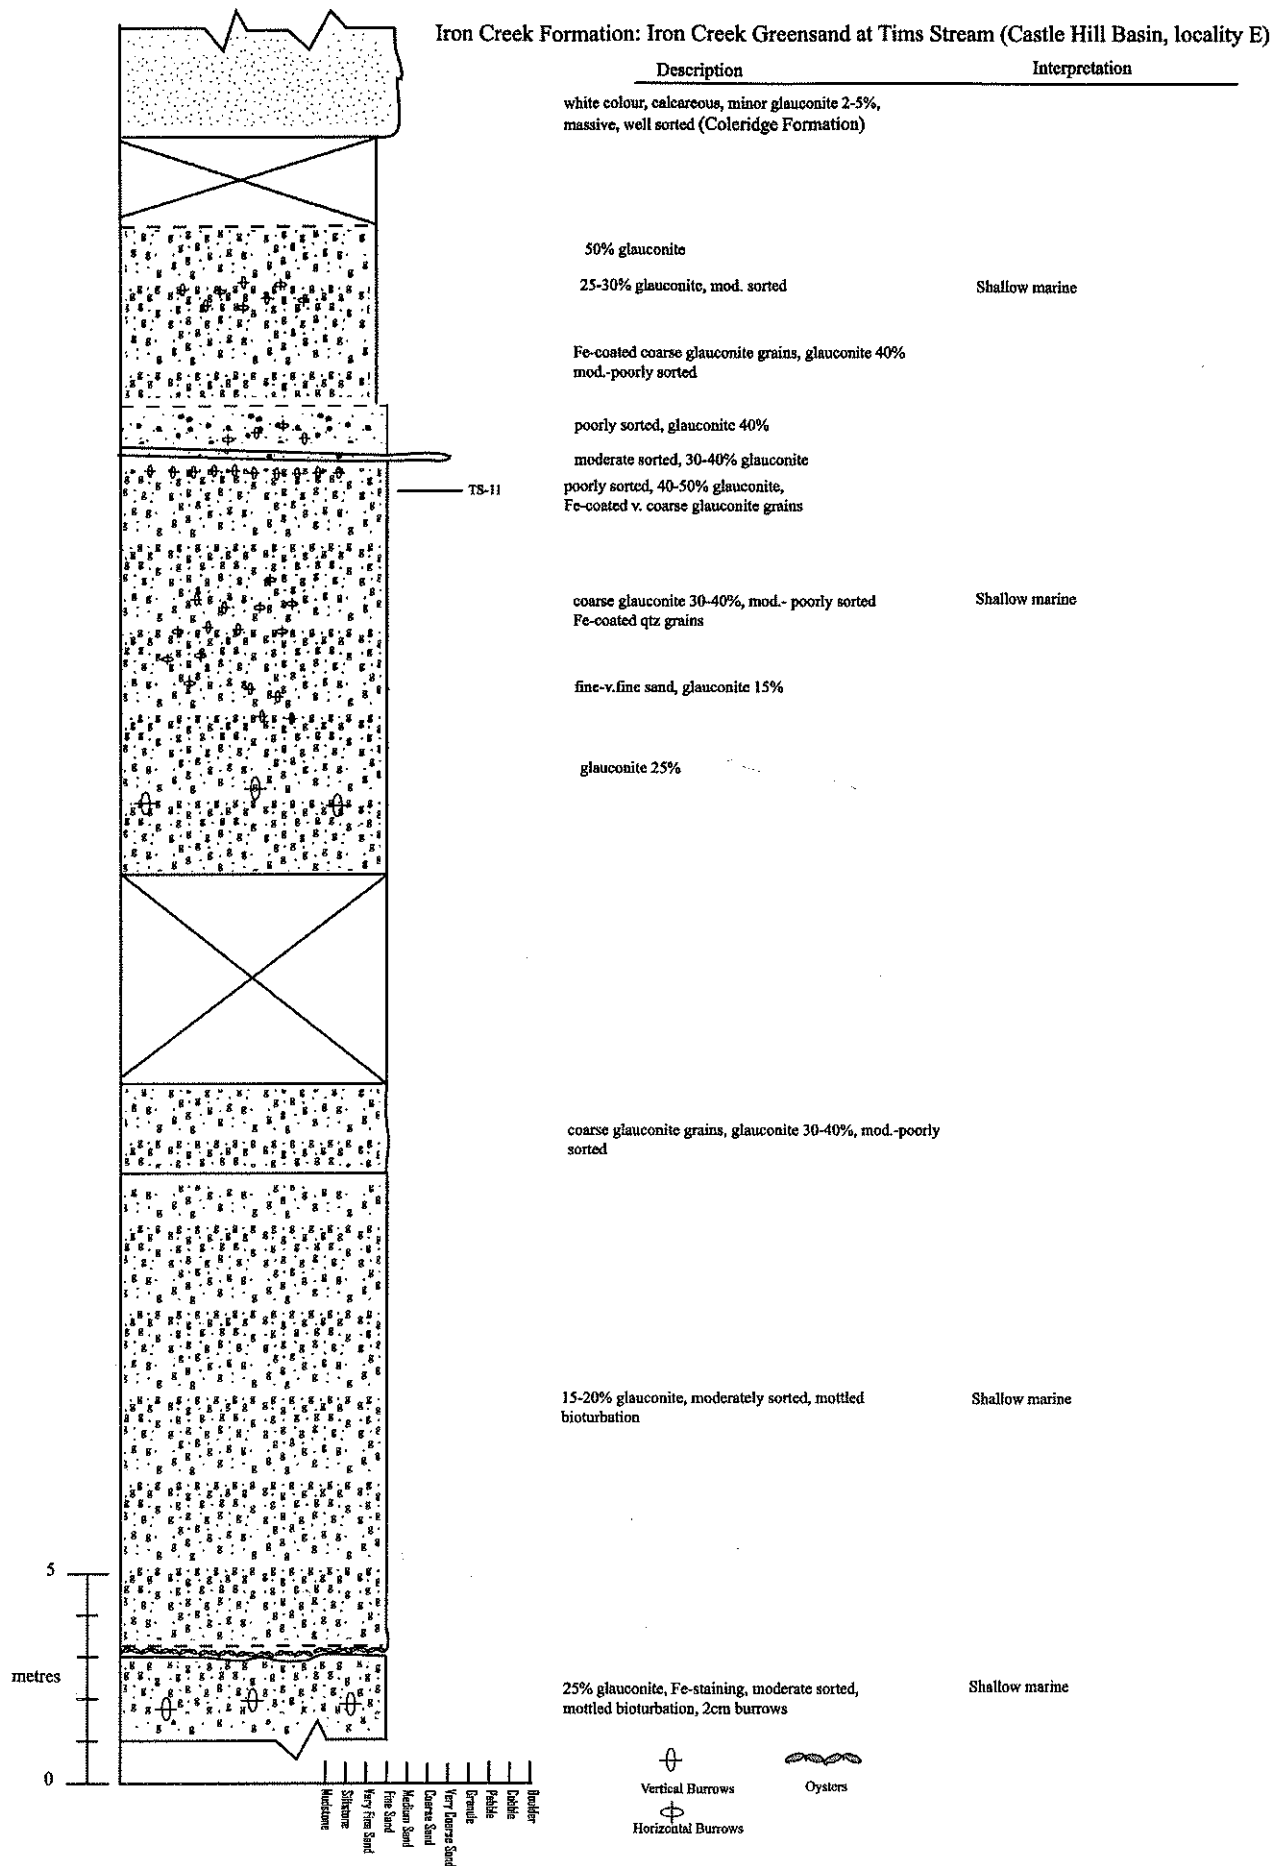 Iron Creek Formation: Iron Creek Greensand at Tims Stream (Castle Hill Basin, locality E)
Description
Interpretation
white colour, calcareous, minor glauconite 2-5%,
massive, well sorted (Coleridge Formation)
50% glauconite
25-30% glauconite, mod. sorted
Shallow marine
Fe-coated coarse glauconite grains, glauconite 40%
mod.-poorly sorted
poorly sorted, glauconite 40%
moderate sorted, 30-40% glauconite
TS-11
poorly sorted, 40-50% glauconite,
Fe-coated v. coarse glauconite grains
coarse glauconite 30-40%, mod.- poorly sorted
Fe-coated qtz grains
Shallow marine
fine-v.fine sand, glauconite 15%
glauconite 25%
coarse glauconite grains, glauconite 30-40%, mod.-poorly
sorted
15-20% glauconite, moderately sorted, mottled
bioturbation
Shallow marine
5
metres
0
25% glauconite, Fe-staining, moderate sorted,
mottled bioturbation, 2cm burrows
Shallow marine
Vertical Burrows
Oysters
Horizontal Burrows
Mudstone
Siltstone
Very Fine Sand
Fine Sand
Medium Sand
Coarse Sand
Very Coarse Sand
Granule
Pebble
Cobble
Boulder